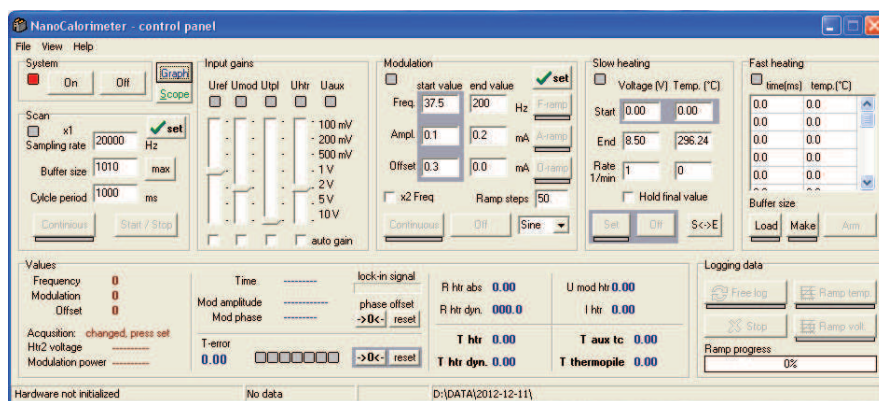 NanoCalorimeter - control panel
File View Help
System
On Off
Graph
Scope
Scan
x1
set
Sampling rate 20000 Hz
Buffer size 1010 max
Cylcle period 1000 ms
Continious Start / Stop
Input gains
Uref Umod Utpl Uhtr Uaux
100 mV
200 mV
500 mV
1 V
2 V
5 V
10 V
auto gain
Modulation
start value end value set
Freq. 37.5 200 Hz F-ramp
Ampl. 0.1 0.2 mA A-ramp
Offset 0.3 0.0 mA O-ramp
x2 Freq Ramp steps 50
Continuous Off Sine
Slow heating
Voltage (V) Temp. (°C)
Start 0.00 0.00
End 8.50 296.24
Rate 1/min 1 0
Hold final value
Set Off S<->E
Fast heating
time(ms) temp.(°C)
0.0 0.0
0.0 0.0
0.0 0.0
0.0 0.0
0.0 0.0
0.0 0.0
Buffer size
Load Make Arm
Values
Frequency 0
Modulation 0
Offset 0
Acqusition: changed, press set
Htr2 voltage --------
Modulation power --------
Time --------
Mod amplitude ----------
Mod phase --------
T-error
0.00
lock-in signal
phase offset
->0<- reset
->0<- reset
R htr abs 0.00
R htr dyn. 000.0
T htr 0.00
T htr dyn. 0.00
U mod htr 0.00
I htr 0.00
T aux tc 0.00
T thermopile 0.00
Logging data
Free log Ramp temp.
Stop Ramp volt.
Ramp progress
0%
Hardware not initialized No data D:\DATA\2012-12-11\